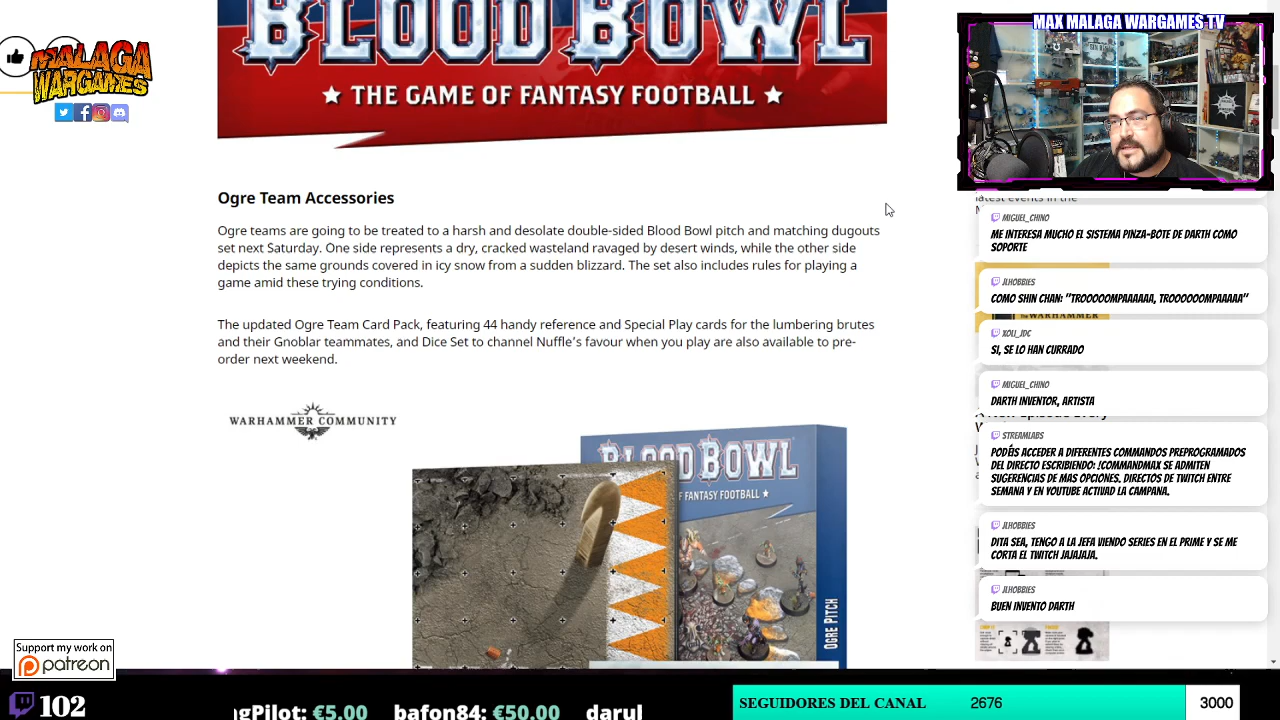 BLOOD BOWL
★ THE GAME OF FANTASY FOOTBALL ★
MALAGA
WARGAMES
Ogre Team Accessories
Ogre teams are going to be treated to a harsh and desolate double-sided Blood Bowl pitch and matching dugouts
set next Saturday. One side represents a dry, cracked wasteland ravaged by desert winds, while the other side
depicts the same grounds covered in icy snow from a sudden blizzard. The set also includes rules for playing a
game amid these trying conditions.
The updated Ogre Team Card Pack, featuring 44 handy reference and Special Play cards for the lumbering brutes
and their Gnoblar teammates, and Dice Set to channel Nuffle's favour when you play are also available to pre-
order next weekend.
WARHAMMER COMMUNITY
BLOOD BOWL
OF FANTASY FOOTBALL ★
OGRE PITCH
MAX MALAGA WARGAMES TV
latest events in the
MIGUEL_CHINO
ME INTERESA MUCHO EL SISTEMA PINZA-BOTE DE DARTH COMO
SOPORTE
JLHOBBIES
COMO SHIN CHAN: "TROOOOOMPAAAAAA, TROOOOOOMPAAAAA"
WARHAMMER
XOLI_JDC
SI, SE LO HAN CURRADO
MIGUEL_CHINO
DARTH INVENTOR, ARTISTA
STREAMLABS
PODÉIS ACCEDER A DIFERENTES COMMANDOS PREPROGRAMADOS
DEL DIRECTO ESCRIBIENDO: !COMMANDMAX SE ADMITEN
SUGERENCIAS DE MAS OPCIONES. DIRECTOS DE TWITCH ENTRE
SEMANA Y EN YOUTUBE ACTIVAD LA CAMPANA.
JLHOBBIES
DITA SEA, TENGO A LA JEFA VIENDO SERIES EN EL PRIME Y SE ME
CORTA EL TWITCH JAJAJAJA.
JLHOBBIES
BUEN INVENTO DARTH
Support my work on
patreon
102
gPilot: €5.00 bafon84: €50.00 darul
SEGUIDORES DEL CANAL 2676 3000